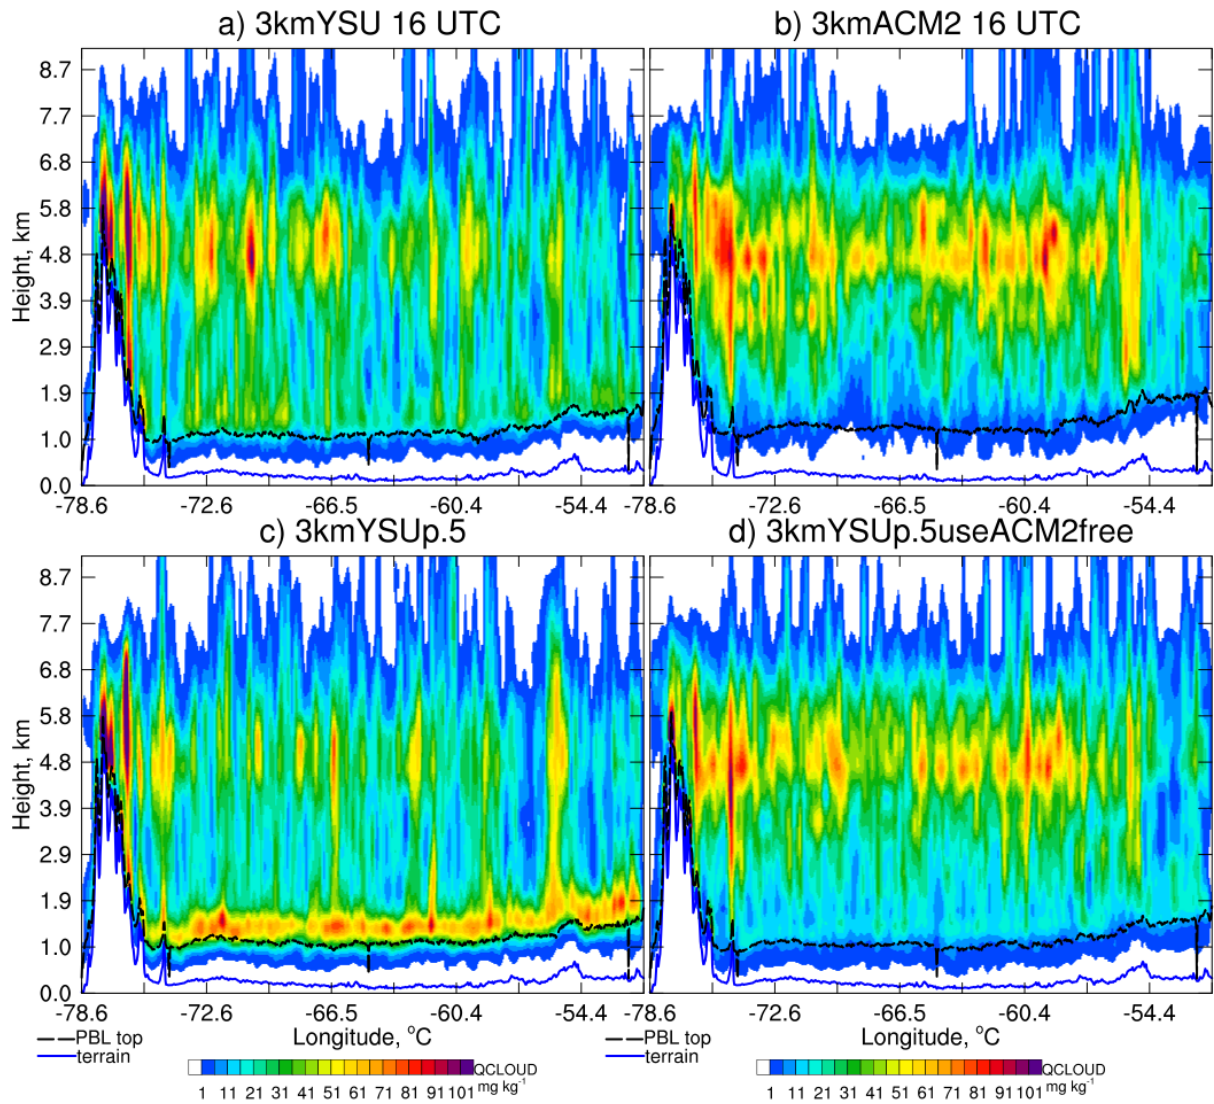 a) 3kmYSU 16 UTC
b) 3kmACM2 16 UTC
8.7
7.7
6.8
5.8
4.8
3.9
2.9
1.9
1.0
0.0
Height, km
-78.6 -72.6 -66.5 -60.4 -54.4 -78.6 -72.6 -66.5 -60.4 -54.4
c) 3kmYSUp.5
d) 3kmYSUp.5useACM2free
8.7
7.7
6.8
5.8
4.8
3.9
2.9
1.9
1.0
0.0
Height, km
-78.6 -72.6 -66.5 -60.4 -54.4 -78.6 -72.6 -66.5 -60.4 -54.4
PBL top
Longitude, °C
PBL top
Longitude, °C
terrain
terrain
QCLOUD
mg kg-1
1 11 21 31 41 51 61 71 81 91 101
QCLOUD
mg kg-1
1 11 21 31 41 51 61 71 81 91 101